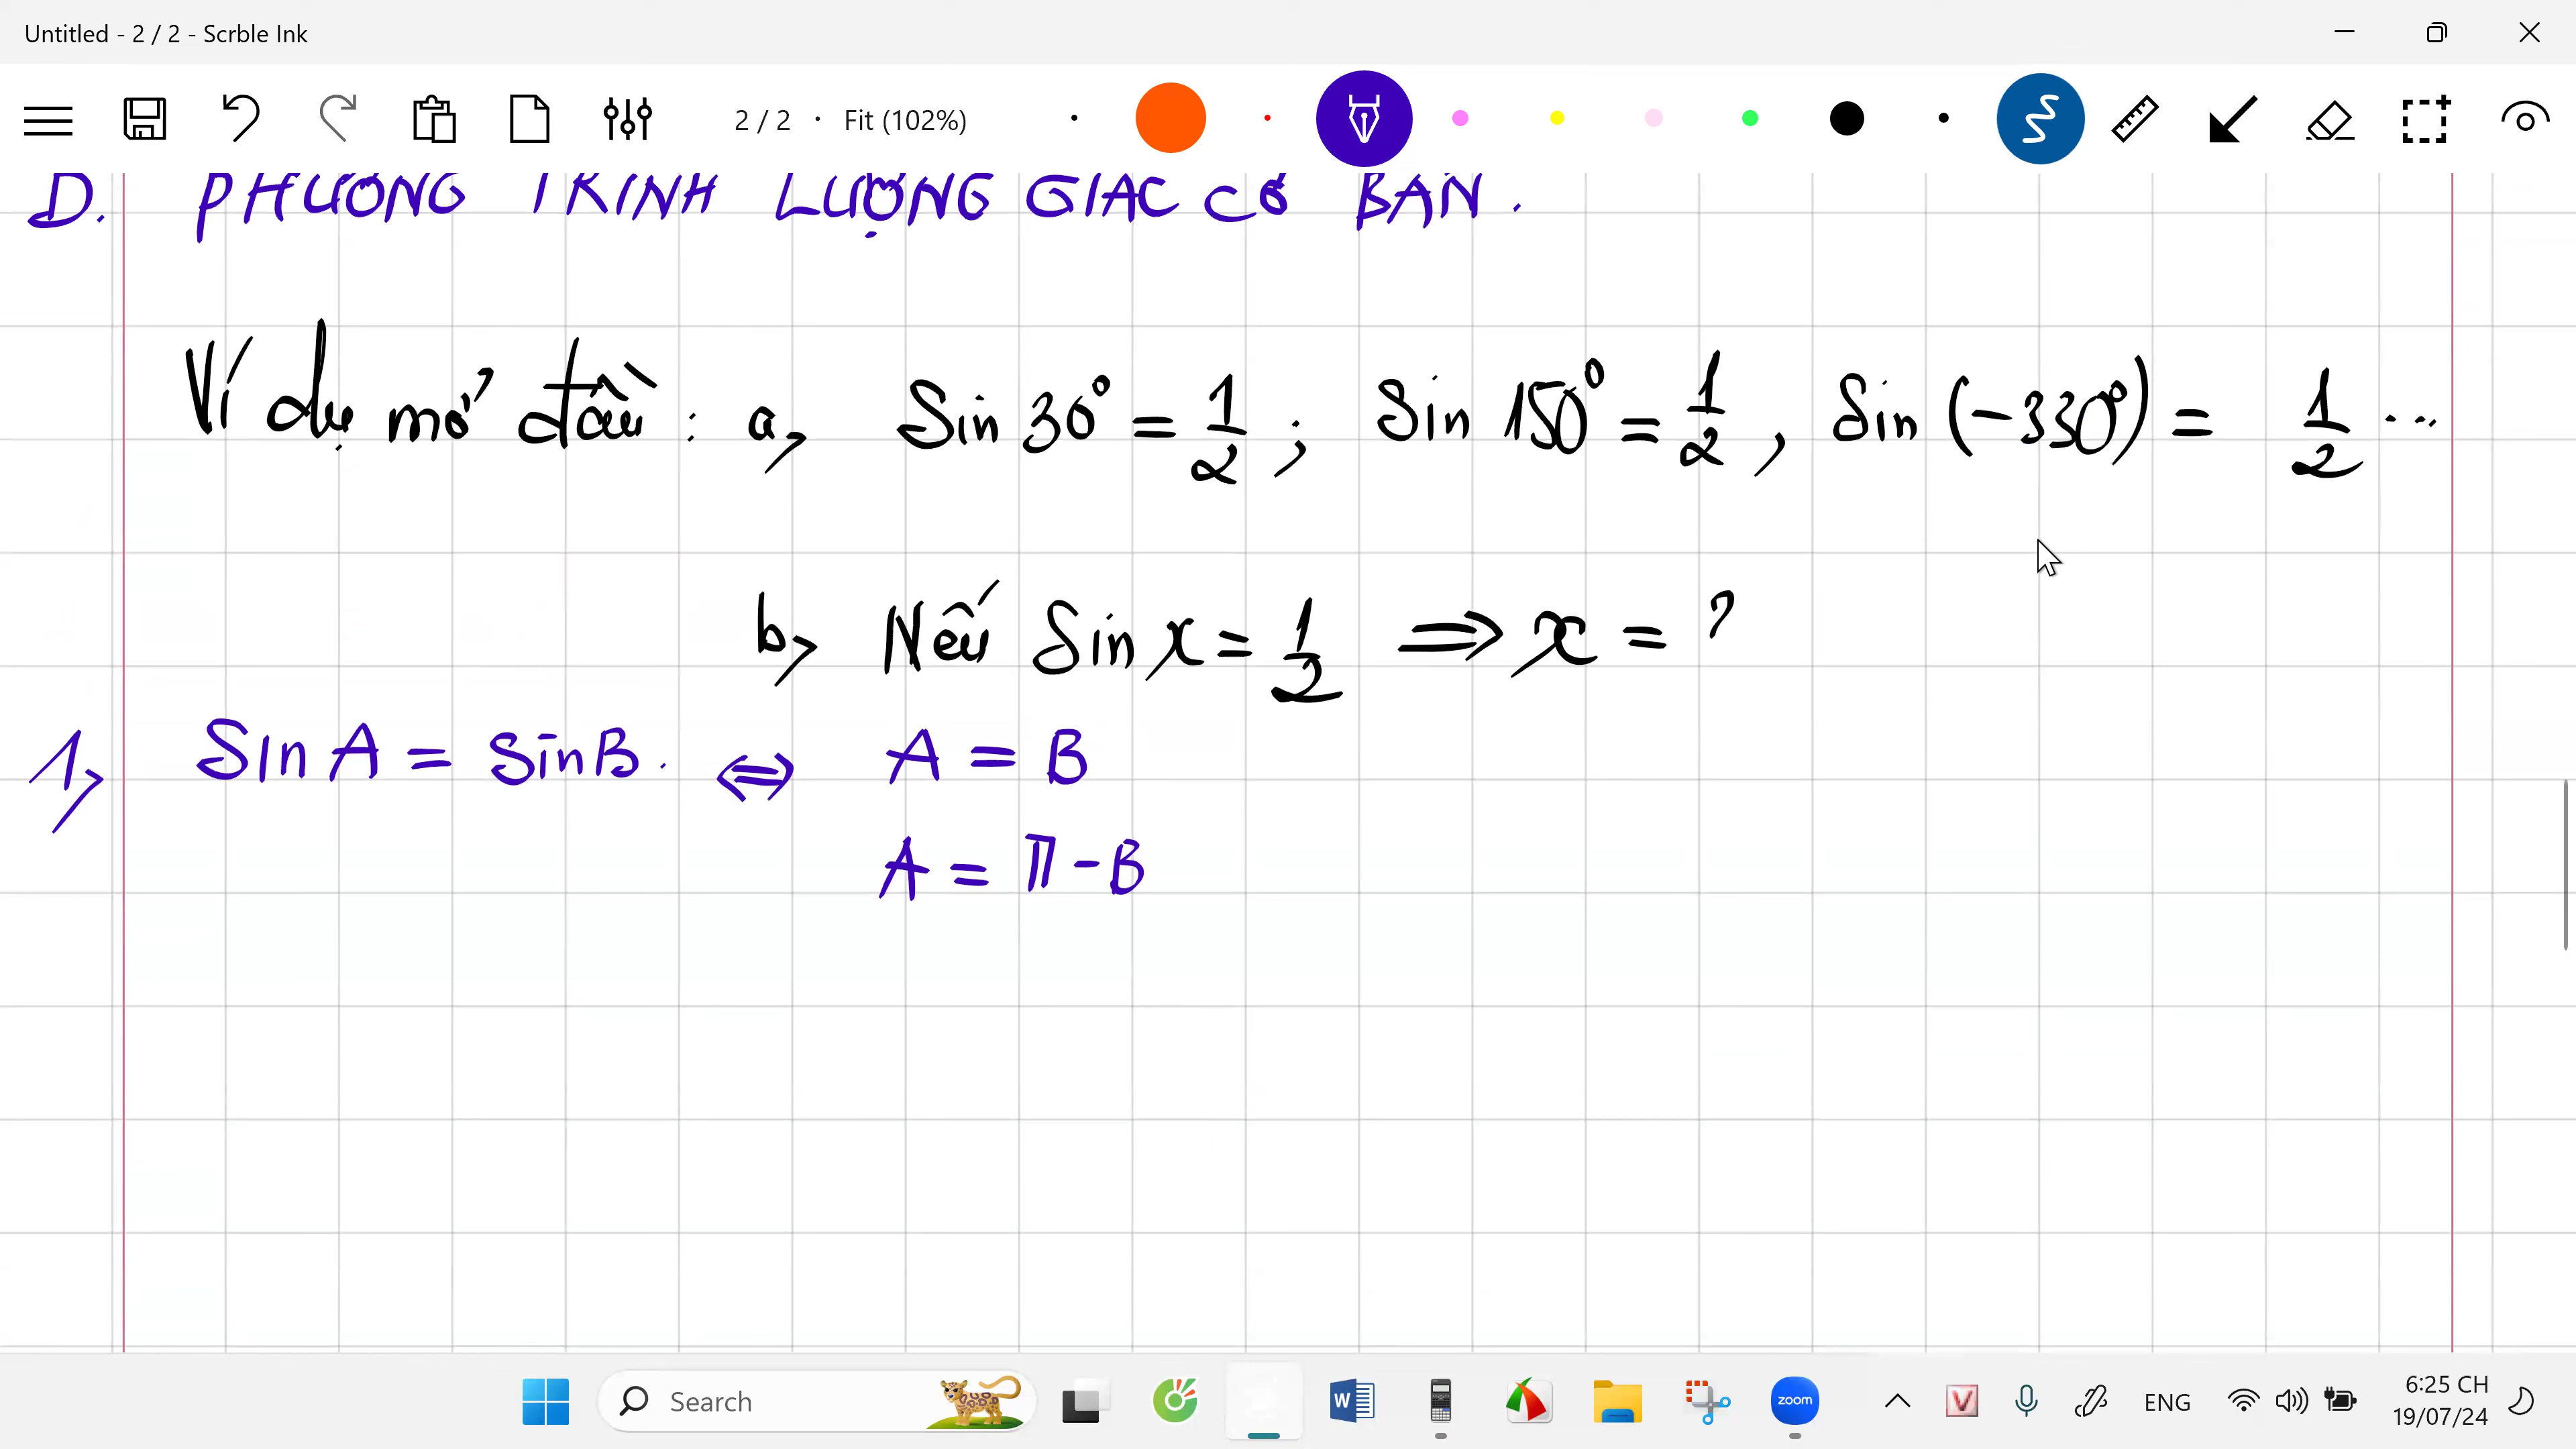 Untitled - 2 / 2 - Scrble Ink
2 / 2 · Fit (102%)
D. PHƯƠNG TRÌNH LƯỢNG GIÁC CƠ BẢN.
Ví dụ mở đầu : a, Sin 30° = 1/2 ; Sin 150° = 1/2 , Sin (-330°) = 1/2 ...
b, Nếu Sin x = 1/2 ⇒ x = ?
1, Sin A = Sin B. ⇔ A = B
A = π - B
Search
W
zoom
V
ENG
6:25 CH
19/07/24